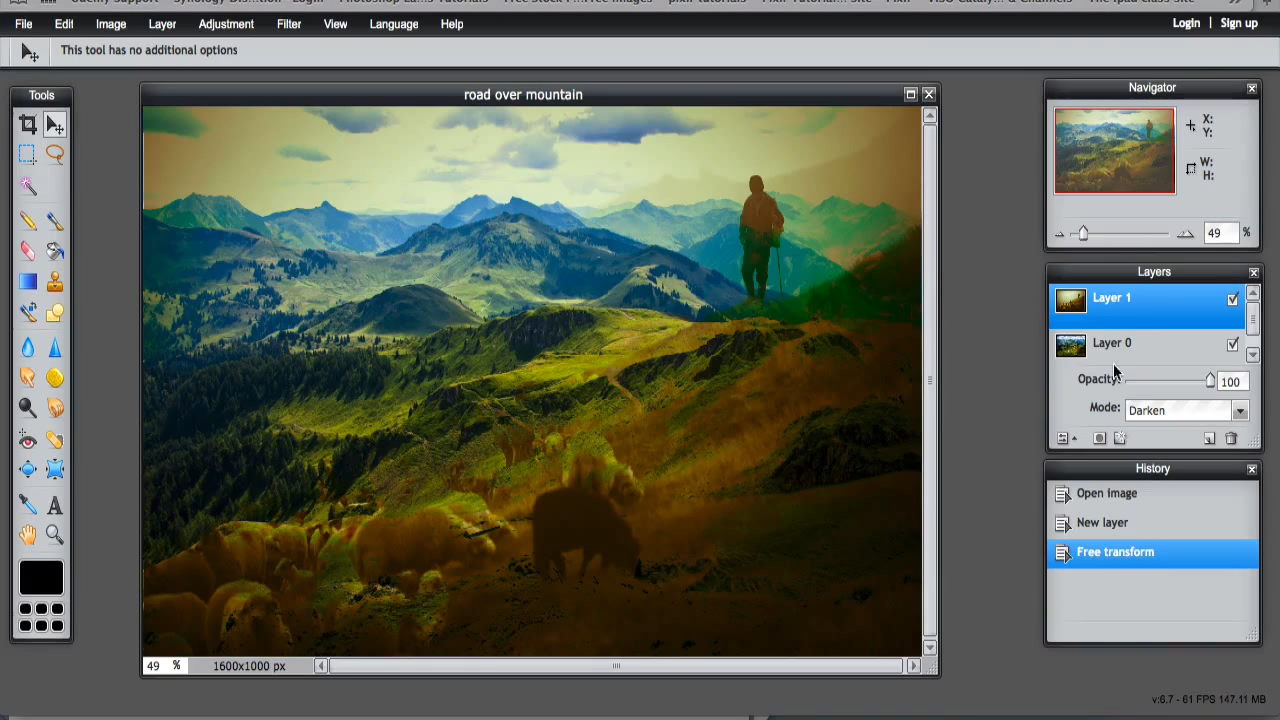 File Edit Image Layer Adjustment Filter View Language Help Login | Sign up
This tool has no additional options
Tools
road over mountain
Navigator
X:
Y:
W:
H:
49 %
Layers
Layer 1
Layer 0
Opacity: 100
Mode: Darken
History
Open image
New layer
Free transform
49 % 1600x1000 px
v:6.7 - 61 FPS 147.11 MB